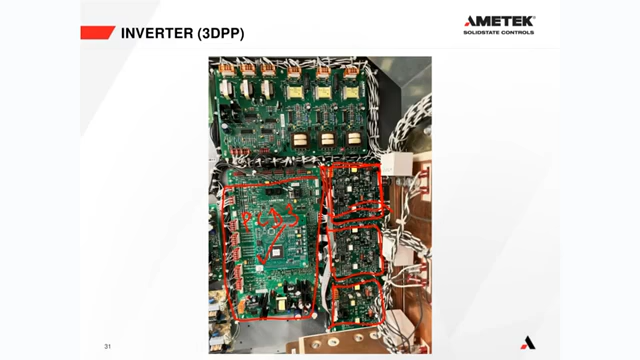 AMETEK
SOLIDSTATE CONTROLS
INVERTER (3DPP)
31